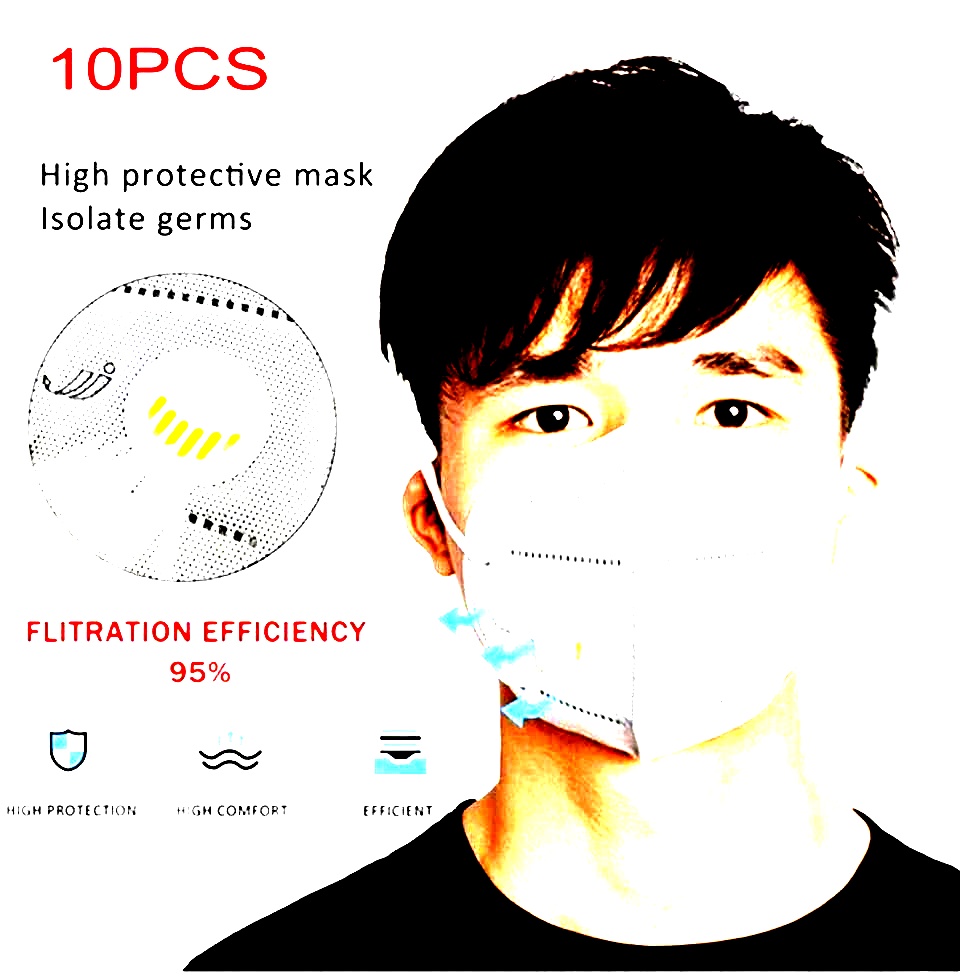 10PCS
High protective mask
Isolate germs
FLITRATION EFFICIENCY
95%
HIGH PROTECTION
HIGH COMFORT
EFFICIENT